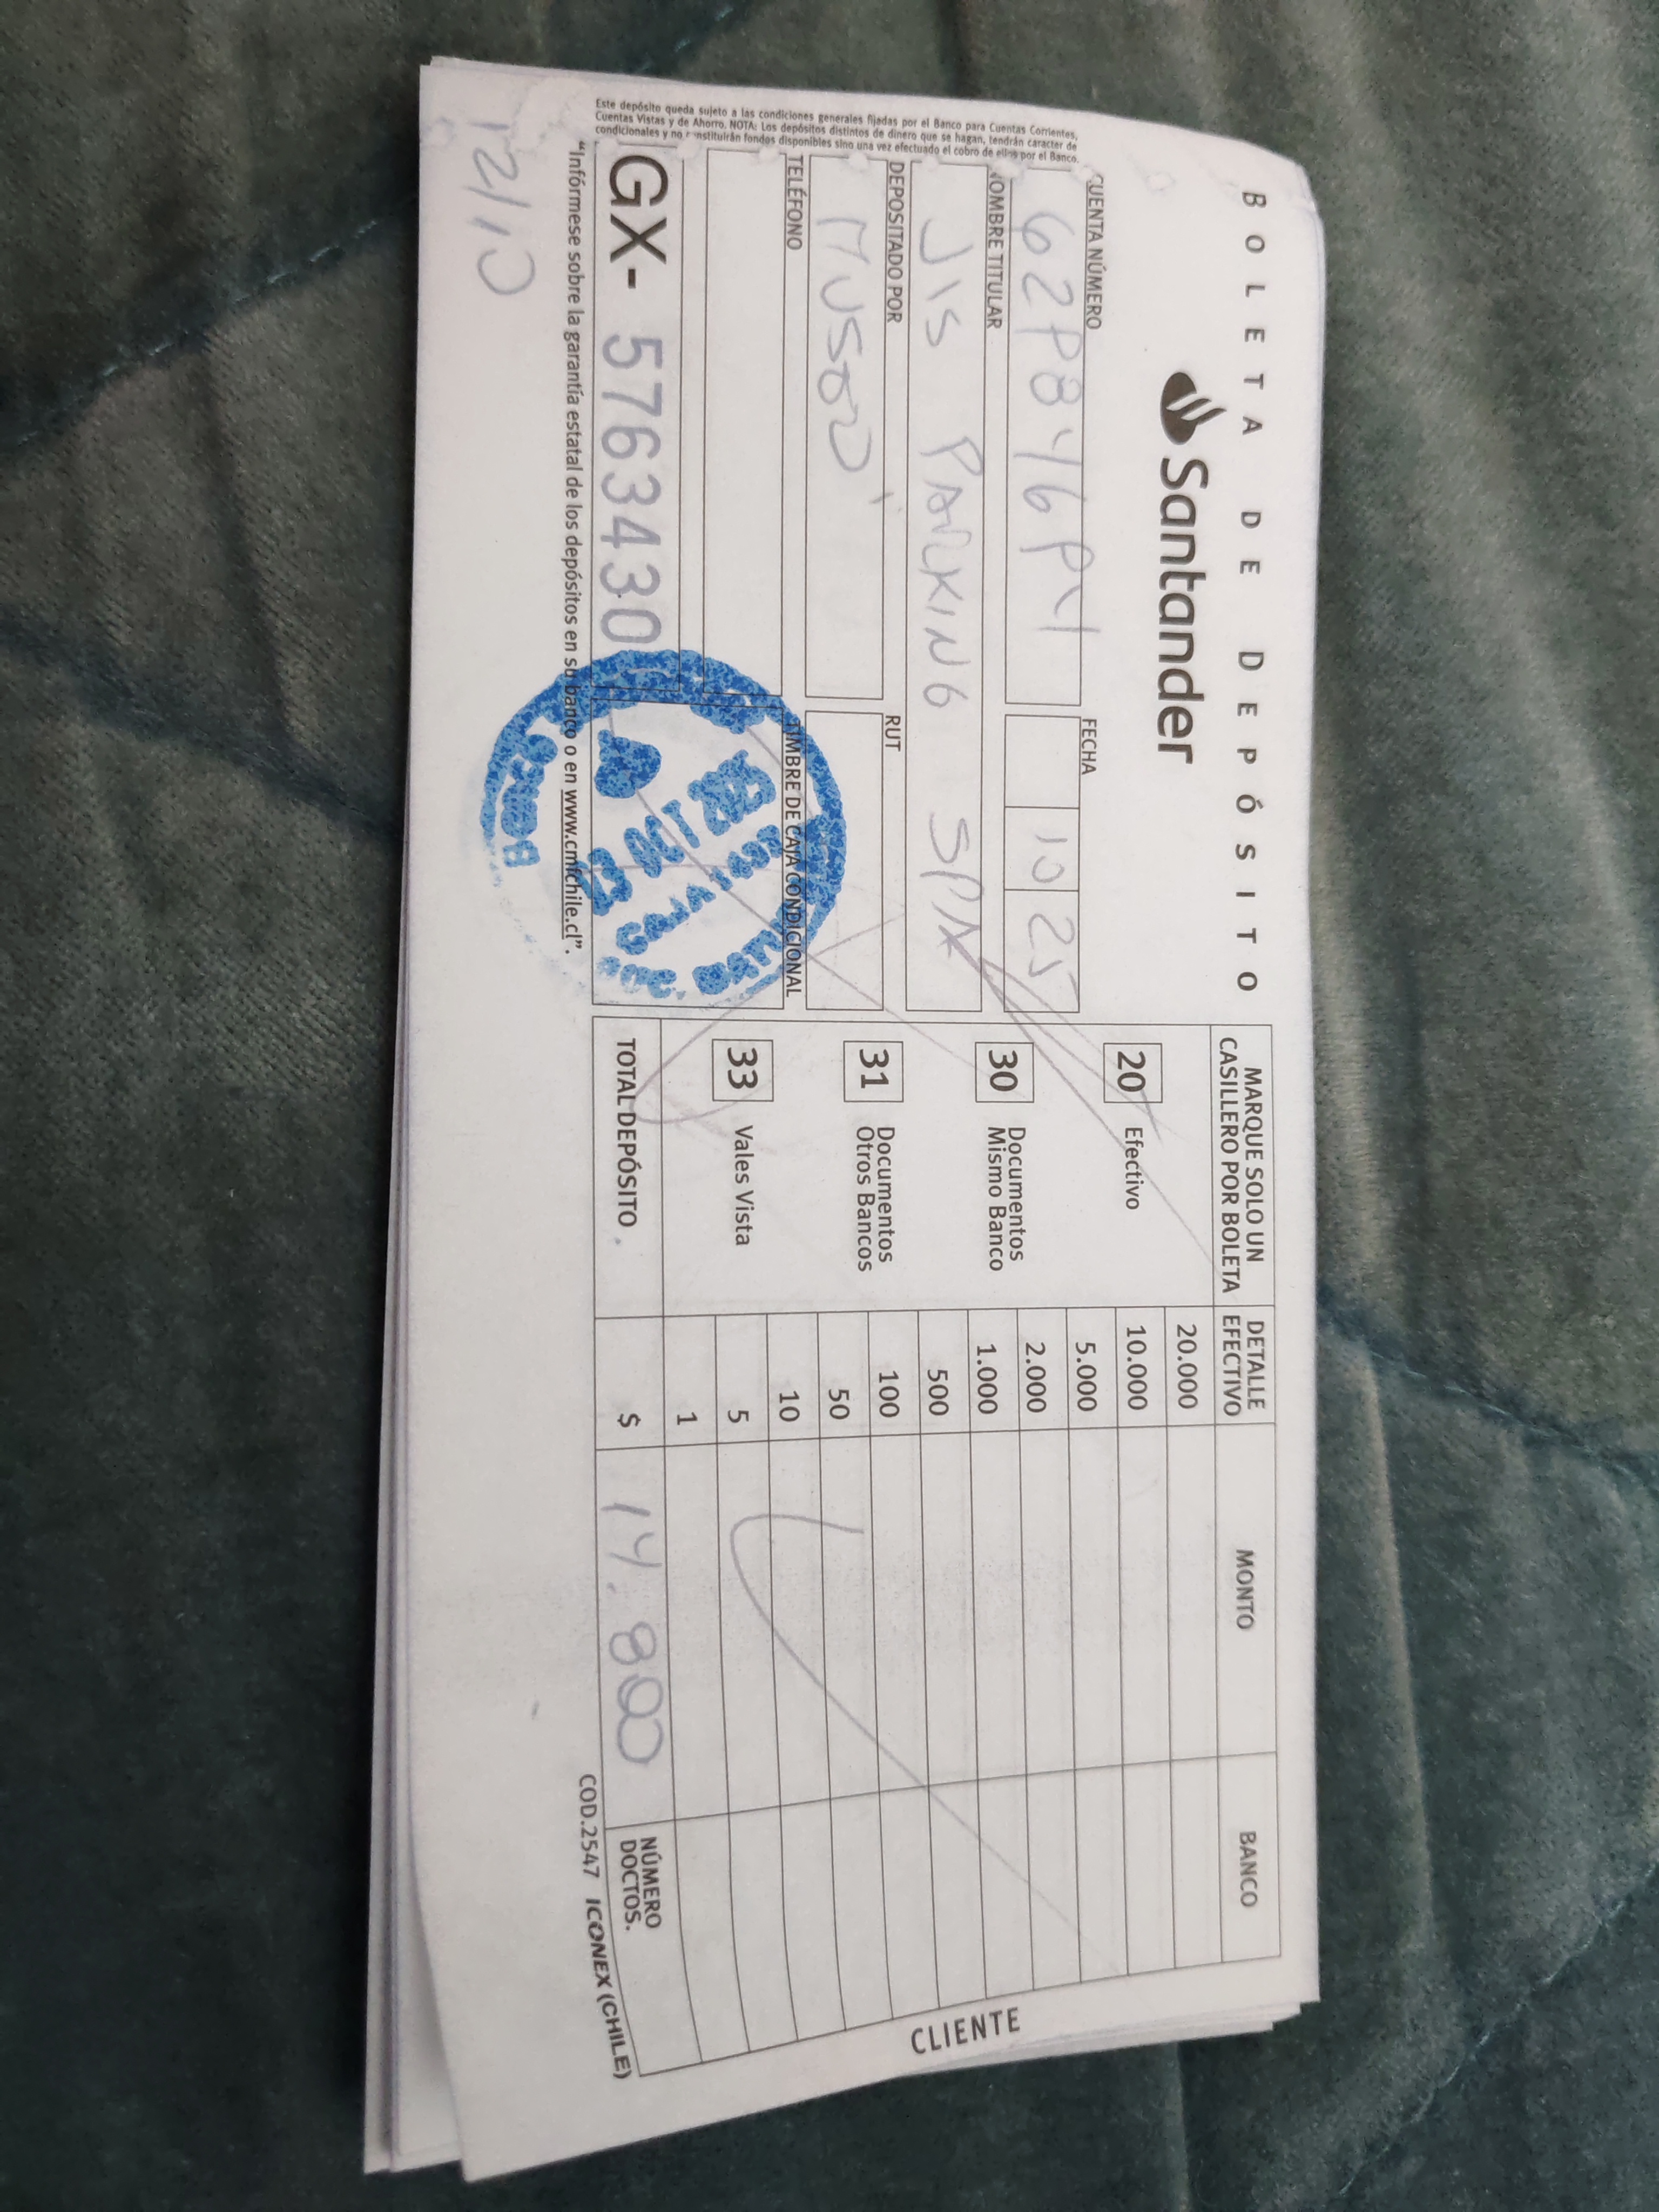 BOLETA DE DEPÓSITO
Santander
CUENTA NÚMERO
FECHA
10 25
NOMBRE TITULAR
JIS PARKING SPA
DEPOSITADO POR
RUT
TELÉFONO
TIMBRE DE CAJA CONDICIONAL
GX- 57634430
Este depósito queda sujeto a las condiciones generales fijadas por el Banco para Cuentas Corrientes,
Cuentas Vistas y de Ahorro. NOTA: Los depósitos distintos de dinero que se hagan, tendrán caracter de
condicionales y no constituirán fondos disponibles sino una vez efectuado el cobro de ellos por el Banco.
"Infórmese sobre la garantía estatal de los depósitos en su banco o en www.cmfchile.cl".
12/10
MARQUE SOLO UN
CASILLERO POR BOLETA
20 Efectivo
30 Documentos
Mismo Banco
31 Documentos
Otros Bancos
33 Vales Vista
DETALLE
EFECTIVO
MONTO
BANCO
20.000
10.000
5.000
2.000
1.000
500
100
50
10
5
1
TOTAL DEPÓSITO
$ 14.800
NÚMERO
DOCTOS.
COD.2547 ICONEX (CHILE)
CLIENTE